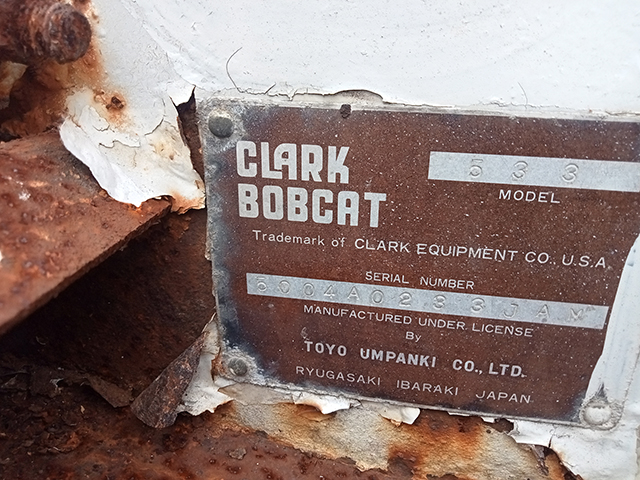 CLARK
BOBCAT
533
MODEL
Trademark of CLARK EQUIPMENT CO., U.S.A.
SERIAL NUMBER
5004A0233JAM
MANUFACTURED UNDER LICENSE
By
TOYO UMPANKI CO., LTD.
RYUGASAKI IBARAKI JAPAN